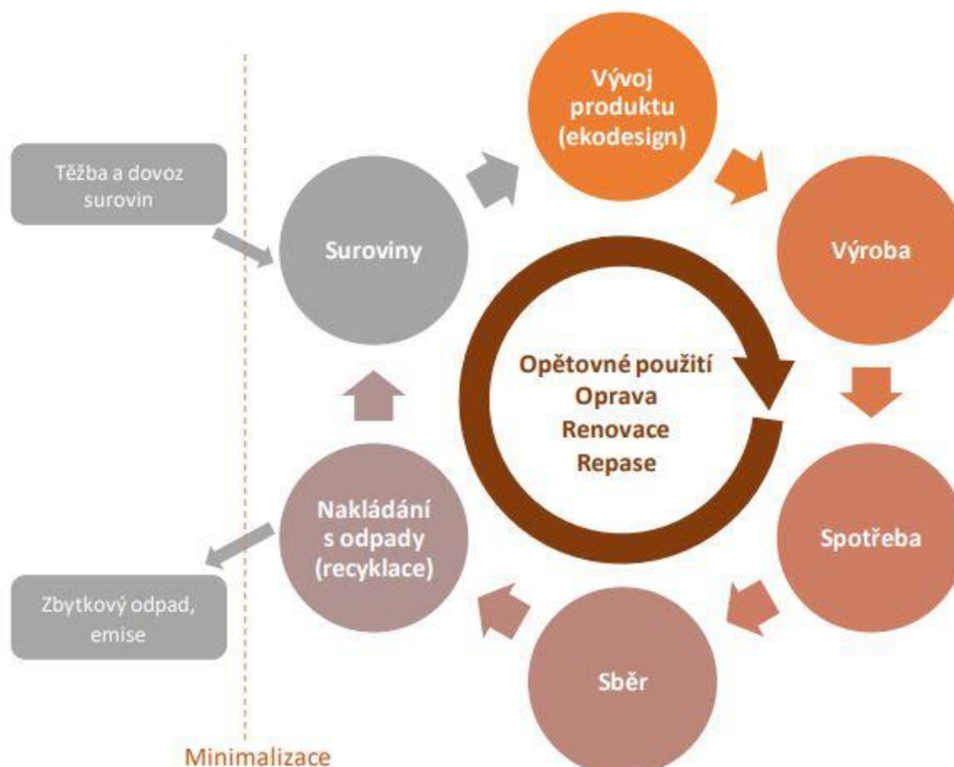 Vývoj
produktu
(ekodesign)
Těžba a dovoz
surovin
Suroviny
Výroba
Opětovné použití
Oprava
Renovace
Repase
Nakládání
s odpady
(recyklace)
Spotřeba
Zbytkový odpad,
emise
Sběr
Minimalizace